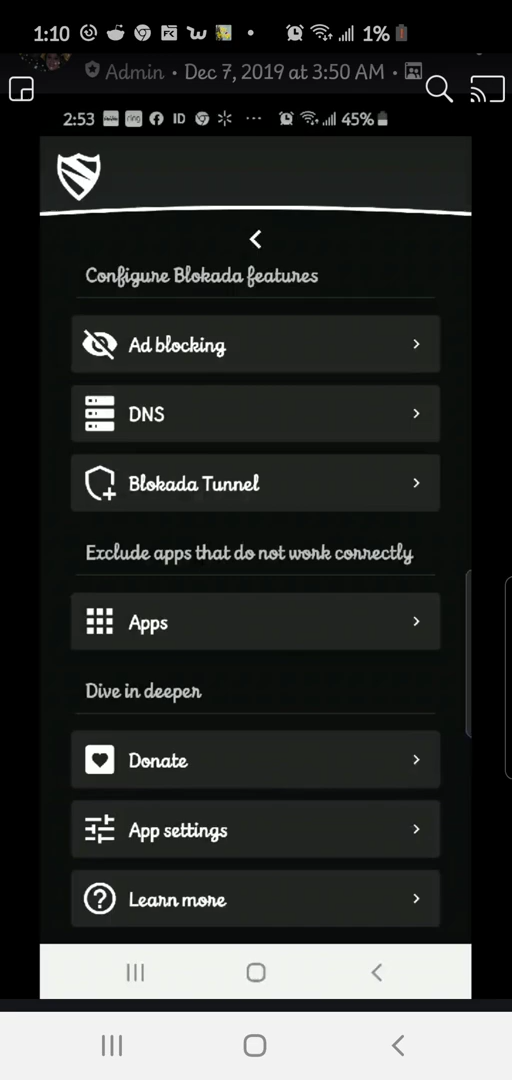 1:10 1%
Admin • Dec 7, 2019 at 3:50 AM •
2:53 ring ID 45%
Configure Blokada features
Ad blocking
DNS
Blokada Tunnel
Exclude apps that do not work correctly
Apps
Dive in deeper
Donate
App settings
Learn more